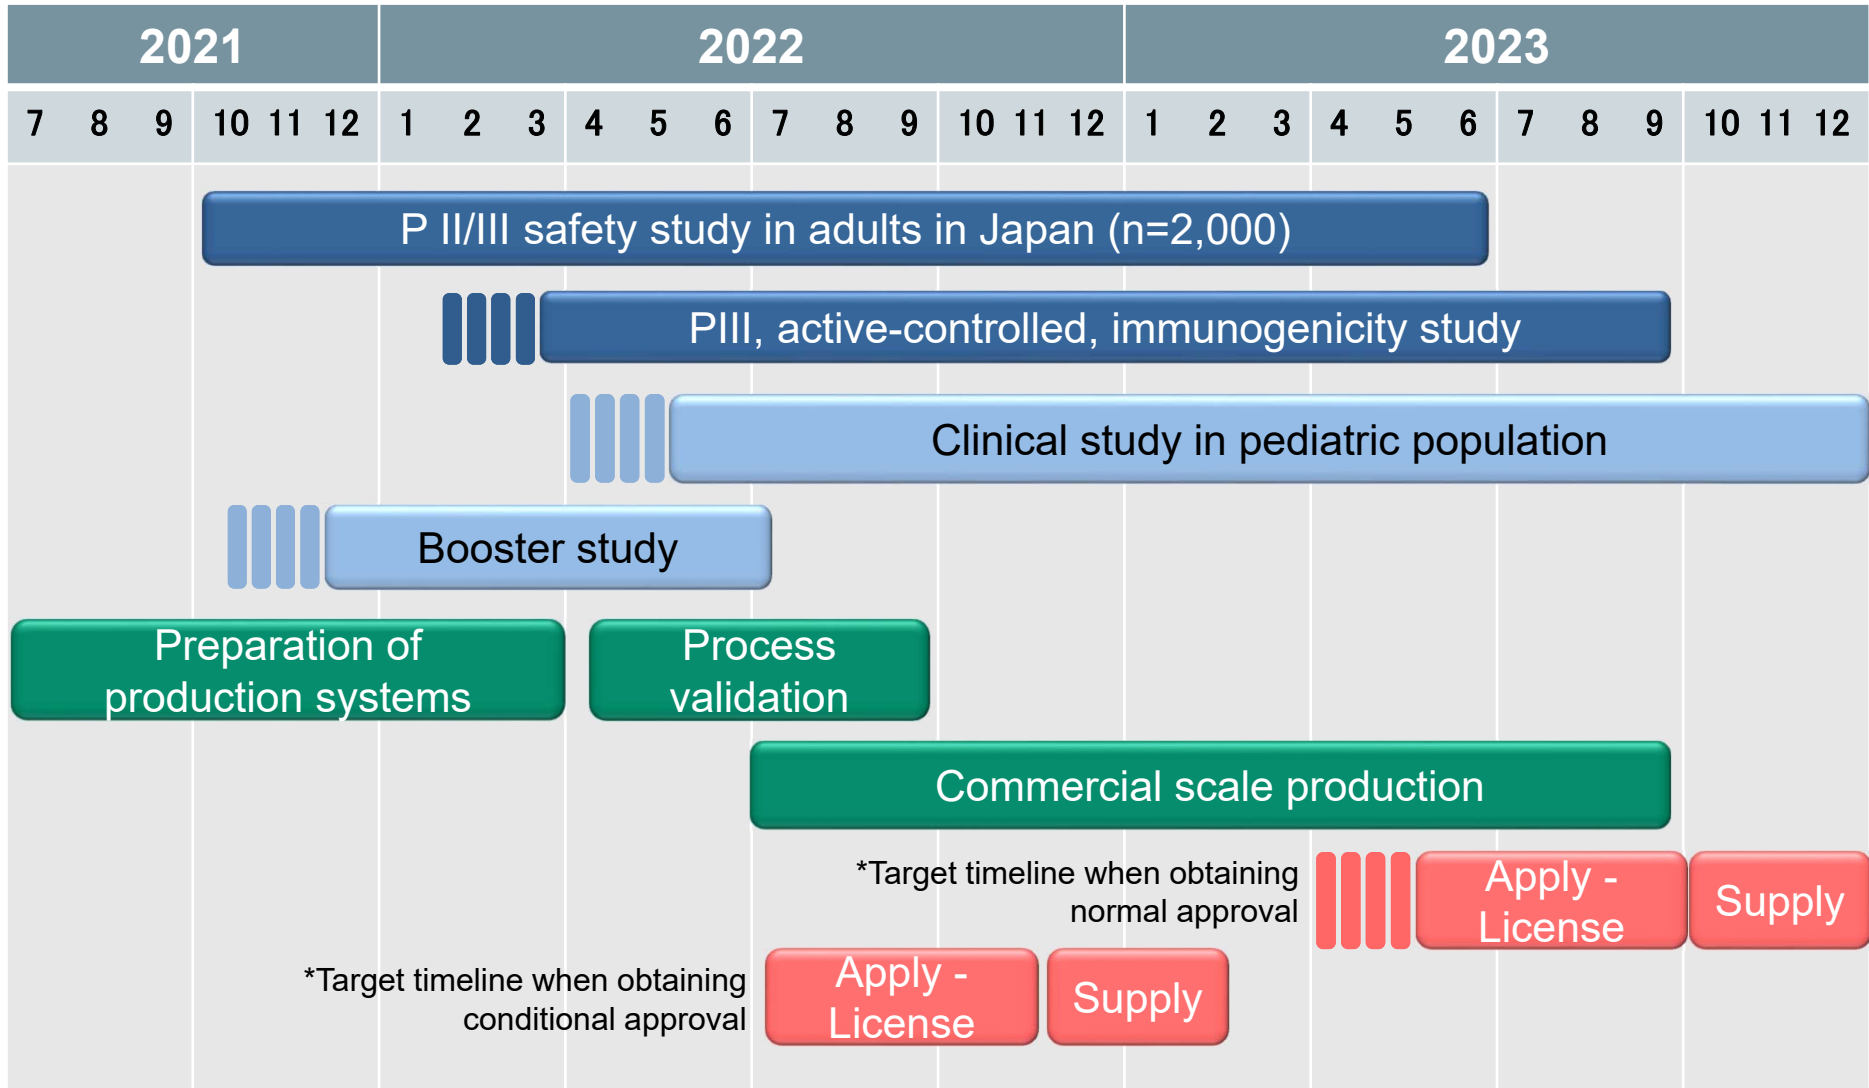 2021 2022 2023
7 8 9 10 11 12 1 2 3 4 5 6 7 8 9 10 11 12 1 2 3 4 5 6 7 8 9 10 11 12
P II/III safety study in adults in Japan (n=2,000)
PIII, active-controlled, immunogenicity study
Clinical study in pediatric population
Booster study
Preparation of
production systems
Process
validation
Commercial scale production
*Target timeline when obtaining
normal approval
Apply -
License
Supply
*Target timeline when obtaining
conditional approval
Apply -
License
Supply